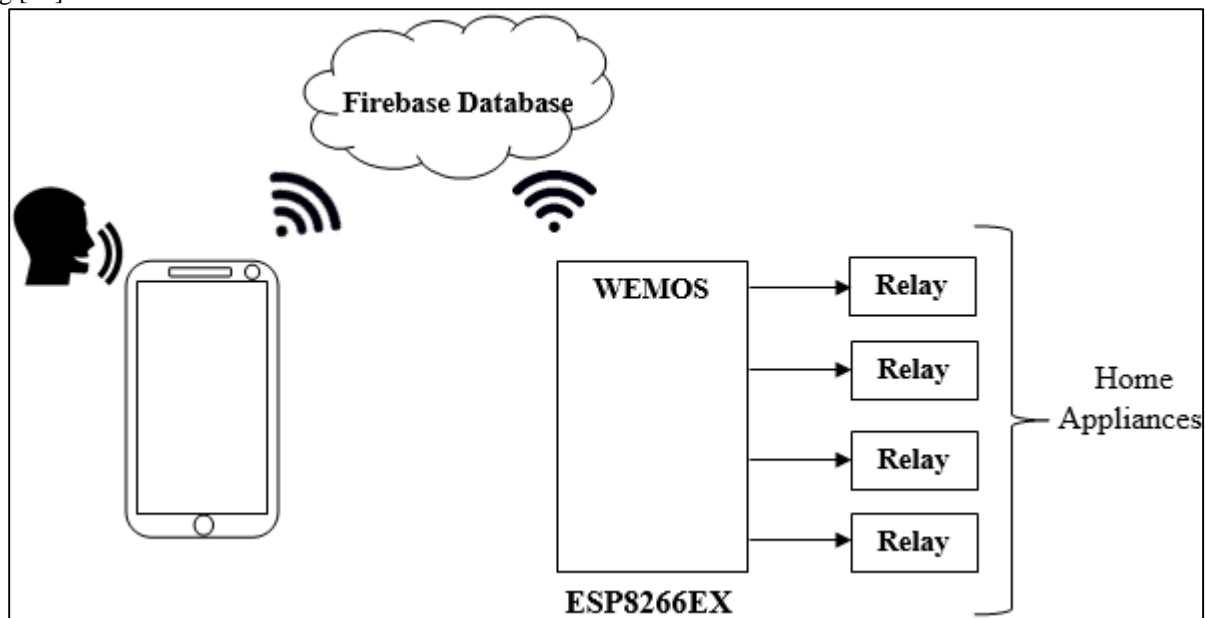 Firebase Database
WEMOS
Relay
Relay
Relay
Relay
Home
Appliances
ESP8266EX